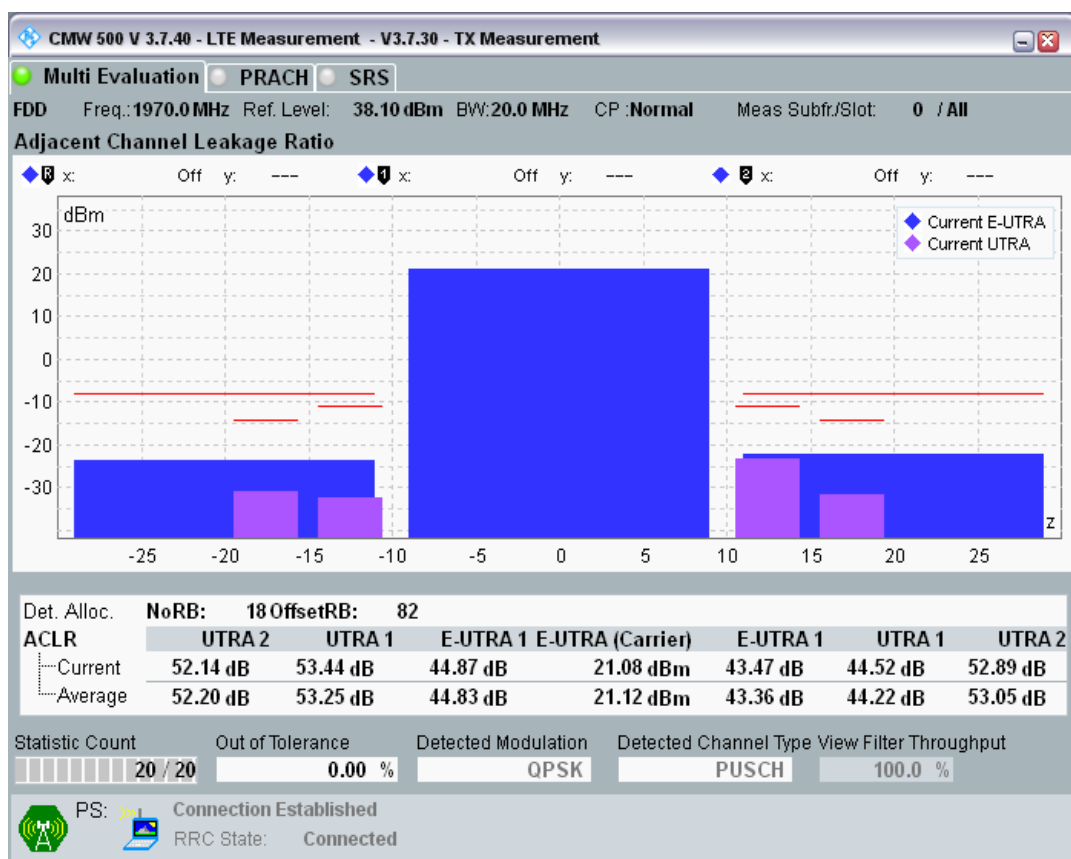 CMW 500 V 3.7.40 - LTE Measurement - V3.7.30 - TX Measurement
Multi Evaluation PRACH SRS
FDD Freq.: 1970.0 MHz Ref. Level: 38.10 dBm BW: 20.0 MHz CP :Normal Meas Subfr./Slot: 0 / All
Adjacent Channel Leakage Ratio
R x: Off y: --- 1 x: Off y: --- 2 x: Off y: ---
dBm
Current E-UTRA
Current UTRA
30
20
10
0
-10
-20
-30
z
-25 -20 -15 -10 -5 0 5 10 15 20 25
Det. Alloc. NoRB: 18 OffsetRB: 82
ACLR UTRA 2 UTRA 1 E-UTRA 1 E-UTRA (Carrier) E-UTRA 1 UTRA 1 UTRA 2
Current 52.14 dB 53.44 dB 44.87 dB 21.08 dBm 43.47 dB 44.52 dB 52.89 dB
Average 52.20 dB 53.25 dB 44.83 dB 21.12 dBm 43.36 dB 44.22 dB 53.05 dB
Statistic Count Out of Tolerance Detected Modulation Detected Channel Type View Filter Throughput
20 / 20 0.00 % QPSK PUSCH 100.0 %
PS: Connection Established
RRC State: Connected